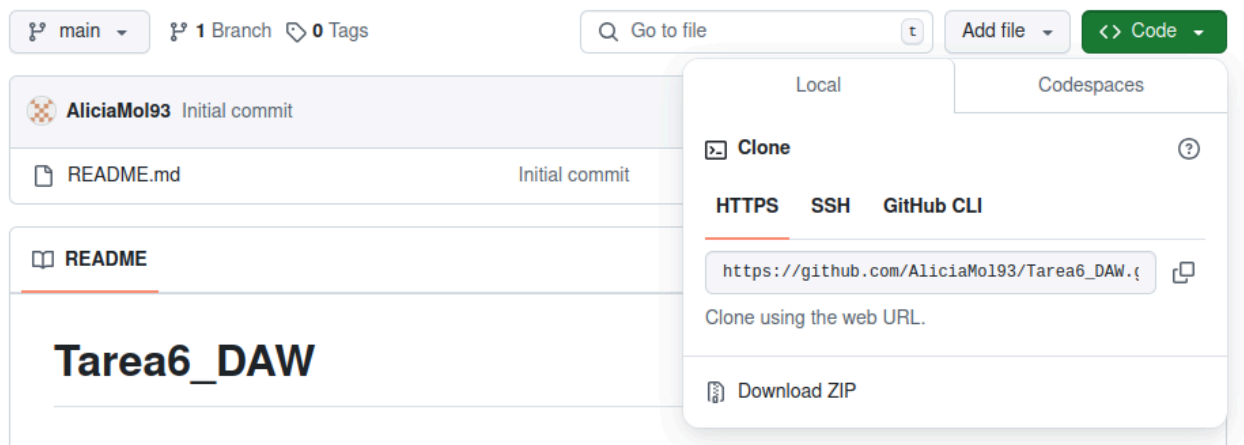 main 1 Branch 0 Tags Go to file t Add file Code
Local Codespaces
AliciaMol93 Initial commit
Clone
README.md Initial commit
HTTPS SSH GitHub CLI
README
https://github.com/AliciaMol93/Tarea6_DAW.g
Clone using the web URL.
Tarea6_DAW
Download ZIP